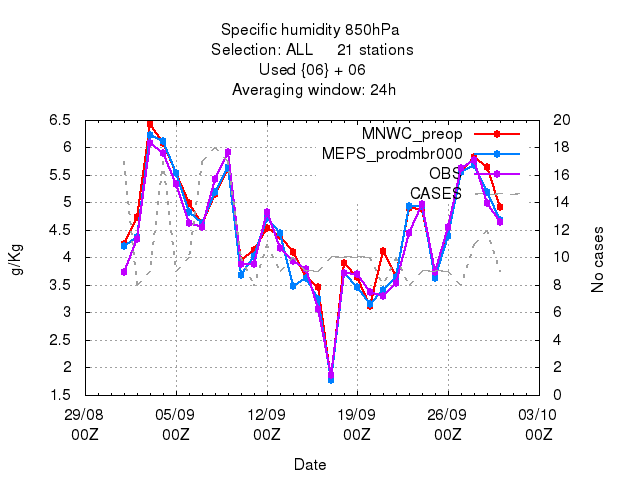 Specific humidity 850hPa
Selection: ALL 21 stations
Used {06} + 06
Averaging window: 24h
MNWC_preop
MEPS_prodmbr000
OBS
CASES
g/Kg
6.5
6
5.5
5
4.5
4
3.5
3
2.5
2
1.5
No cases
20
18
16
14
12
10
8
6
4
2
0
29/08 05/09 12/09 19/09 26/09 03/10
00Z 00Z 00Z 00Z 00Z 00Z
Date